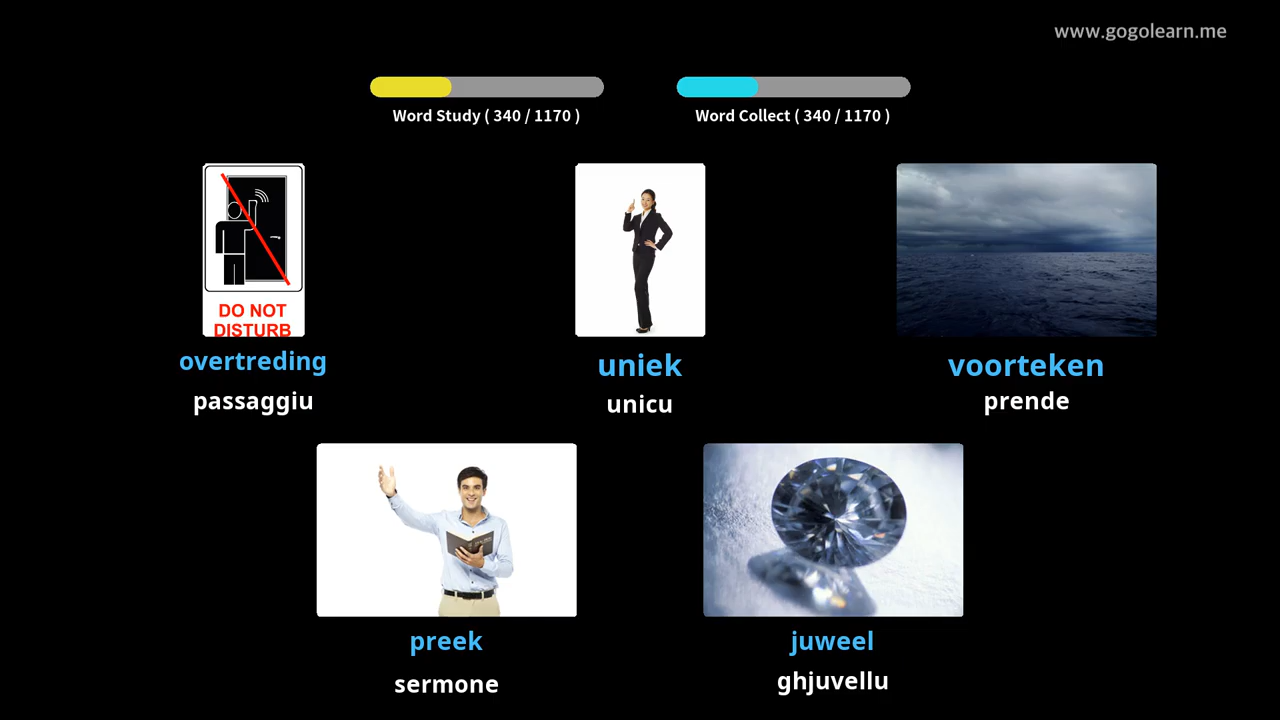 www.gogolearn.me
Word Study ( 340 / 1170 )
Word Collect ( 340 / 1170 )
DO NOT
DISTURB
overtreding
passaggiu
uniek
unicu
voorteken
prende
preek
sermone
juweel
ghjuvellu